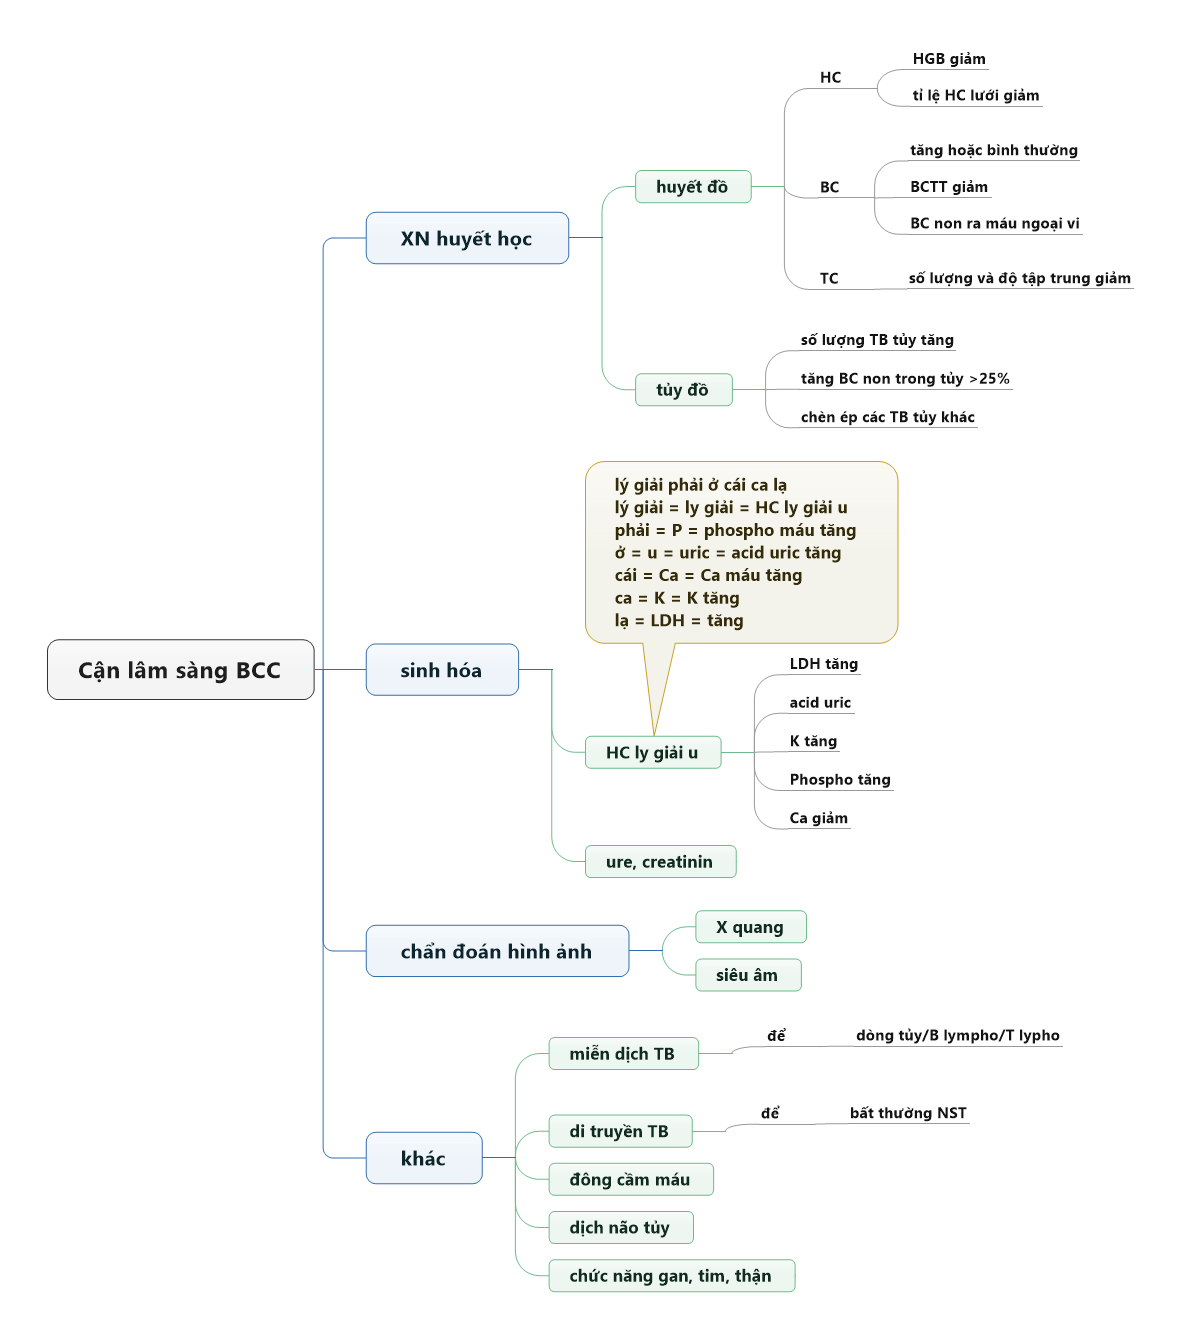 Cận lâm sàng BCC
XN huyết học
huyết đồ
HC
HGB giảm
tỉ lệ HC lưới giảm
BC
tăng hoặc bình thường
BCTT giảm
BC non ra máu ngoại vi
TC
số lượng và độ tập trung giảm
tủy đồ
số lượng TB tủy tăng
tăng BC non trong tủy >25%
chèn ép các TB tủy khác
sinh hóa
lý giải phải ở cái ca lạ
lý giải = ly giải = HC ly giải u
phải = P = phospho máu tăng
ở = u = uric = acid uric tăng
cái = Ca = Ca máu tăng
ca = K = K tăng
lạ = LDH = tăng
HC ly giải u
LDH tăng
acid uric
K tăng
Phospho tăng
Ca giảm
ure, creatinin
chẩn đoán hình ảnh
X quang
siêu âm
khác
miễn dịch TB
để
dòng tủy/B lympho/T lypho
di truyền TB
để
bất thường NST
đông cầm máu
dịch não tủy
chức năng gan, tim, thận